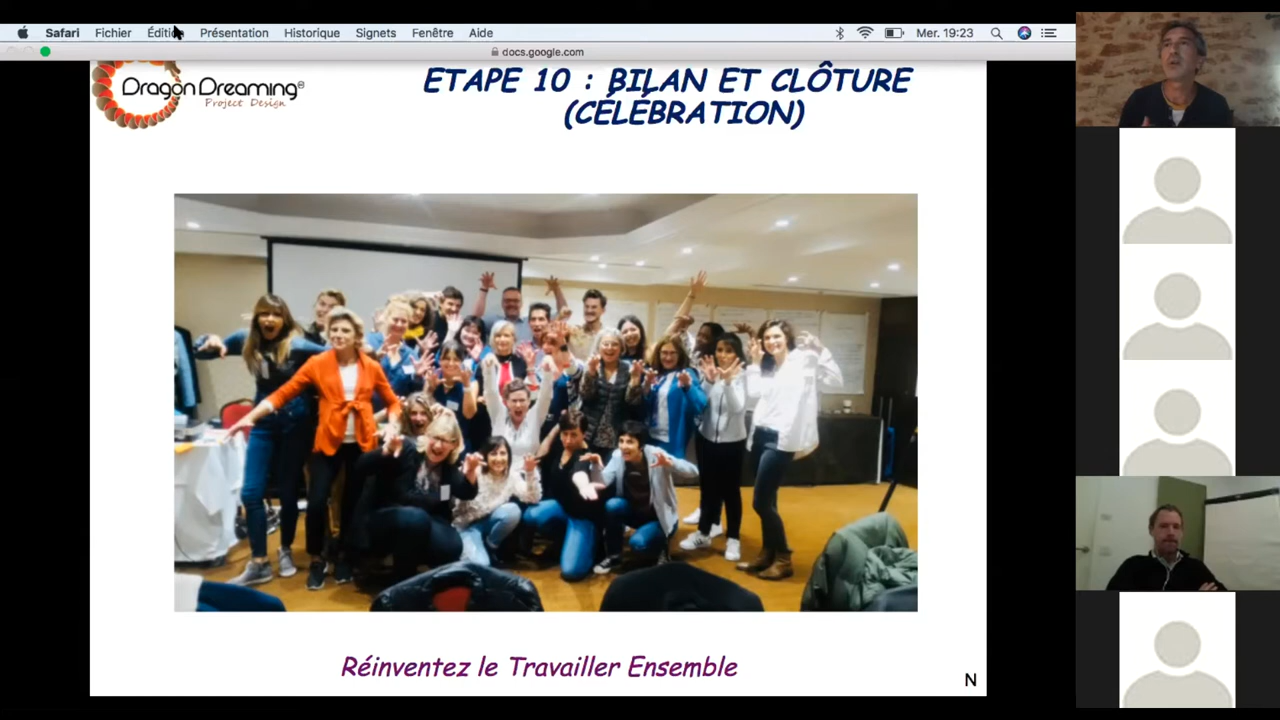 Safari Fichier Édition Présentation Historique Signets Fenêtre Aide Mer. 19:23
docs.google.com
Dragon Dreaming®
Project Design
ETAPE 10 : BILAN ET CLÔTURE
(CÉLÉBRATION)
Réinventez le Travailler Ensemble
N